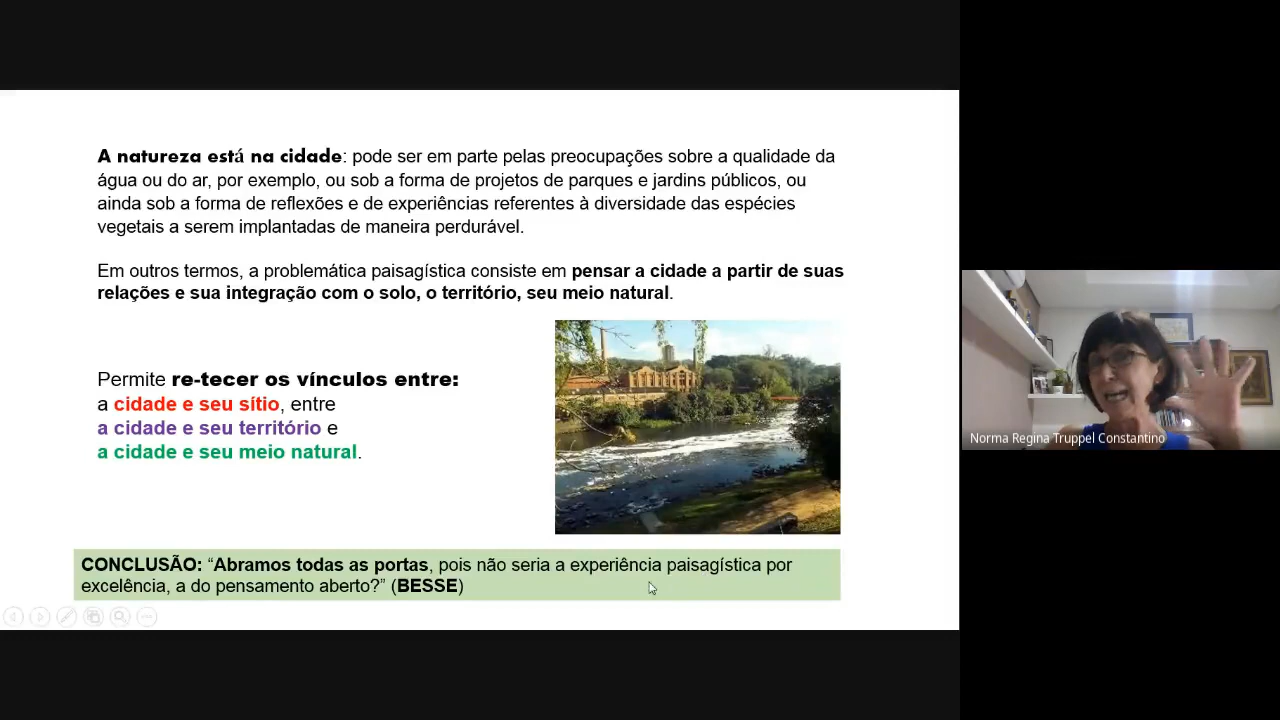 A natureza está na cidade: pode ser em parte pelas preocupações sobre a qualidade da
água ou do ar, por exemplo, ou sob a forma de projetos de parques e jardins públicos, ou
ainda sob a forma de reflexões e de experiências referentes à diversidade das espécies
vegetais a serem implantadas de maneira perdurável.
Em outros termos, a problemática paisagística consiste em pensar a cidade a partir de suas
relações e sua integração com o solo, o território, seu meio natural.
Permite re-tecer os vínculos entre:
a cidade e seu sítio, entre
a cidade e seu território e
a cidade e seu meio natural.
CONCLUSÃO: “Abramos todas as portas, pois não seria a experiência paisagística por
excelência, a do pensamento aberto?” (BESSE)
Norma Regina Truppel Constantino